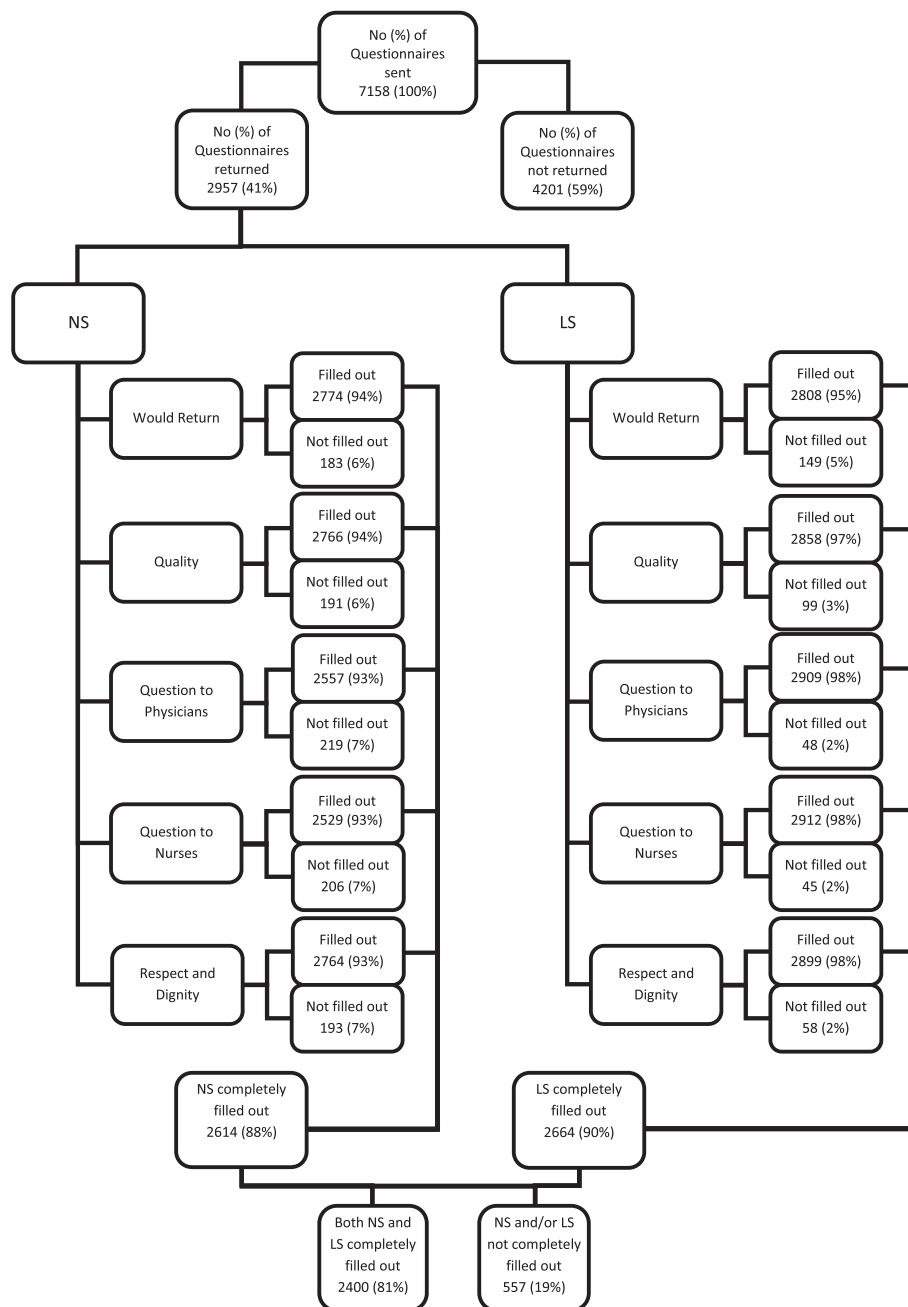 No (%) of
Questionnaires
sent
7158 (100%)
No (%) of
Questionnaires
returned
2957 (41%)
No (%) of
Questionnaires
not returned
4201 (59%)
NS
LS
Would Return
Filled out
2774 (94%)
Not filled out
183 (6%)
Quality
Filled out
2766 (94%)
Not filled out
191 (6%)
Question to
Physicians
Filled out
2557 (93%)
Not filled out
219 (7%)
Question to
Nurses
Filled out
2529 (93%)
Not filled out
206 (7%)
Respect and
Dignity
Filled out
2764 (93%)
Not filled out
193 (7%)
Would Return
Filled out
2808 (95%)
Not filled out
149 (5%)
Quality
Filled out
2858 (97%)
Not filled out
99 (3%)
Question to
Physicians
Filled out
2909 (98%)
Not filled out
48 (2%)
Question to
Nurses
Filled out
2912 (98%)
Not filled out
45 (2%)
Respect and
Dignity
Filled out
2899 (98%)
Not filled out
58 (2%)
NS completely
filled out
2614 (88%)
LS completely
filled out
2664 (90%)
Both NS and
LS completely
filled out
2400 (81%)
NS and/or LS
not completely
filled out
557 (19%)